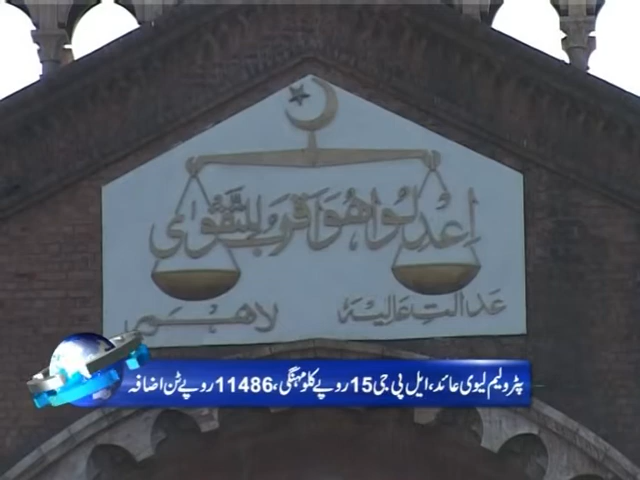 اعدلوا هو اقرب للتقوى
عدالت عالیہ
لاہور
پٹرولیم لیوی عائد، ایل پی جی 15 روپے کلو مہنگی، 11486 روپے ٹن اضافہ